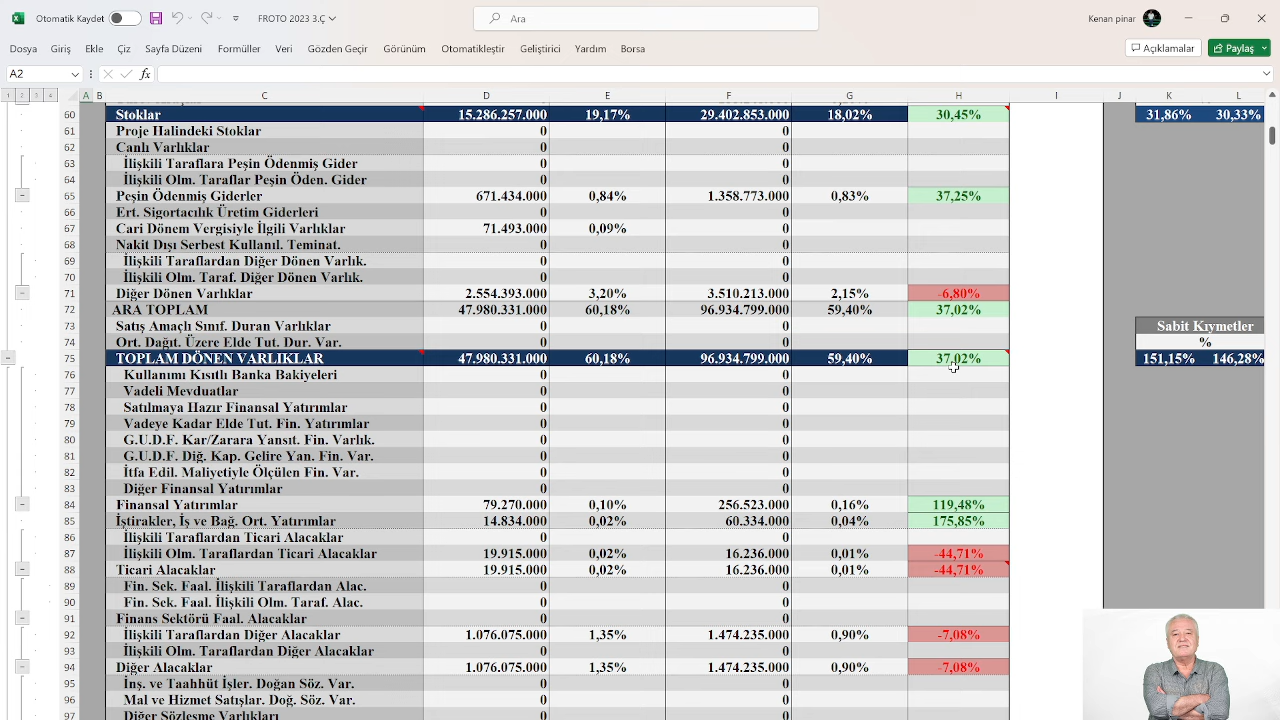 Otomatik Kaydet FROTO 2023 3.Ç Ara Kenan pinar
Dosya Giriş Ekle Çiz Sayfa Düzeni Formüller Veri Gözden Geçir Görünüm Otomatikleştir Geliştirici Yardım Borsa Açıklamalar Paylaş
A2 fx
1 2 3 4 A B C D E F G H I J K L
60 Stoklar 15.286.257.000 19,17% 29.402.853.000 18,02% 30,45% 31,86% 30,33%
61 Proje Halindeki Stoklar 0 0
62 Canlı Varlıklar 0 0
63 İlişkili Taraflara Peşin Ödenmiş Gider 0 0
64 İlişkili Olm. Taraflar Peşin Öden. Gider 0 0
65 Peşin Ödenmiş Giderler 671.434.000 0,84% 1.358.773.000 0,83% 37,25%
66 Ert. Sigortacılık Üretim Giderleri 0 0
67 Cari Dönem Vergisiyle İlgili Varlıklar 71.493.000 0,09% 0
68 Nakit Dışı Serbest Kullanıl. Teminat. 0 0
69 İlişkili Taraflardan Diğer Dönen Varlık. 0 0
70 İlişkili Olm. Taraf. Diğer Dönen Varlık. 0 0
71 Diğer Dönen Varlıklar 2.554.393.000 3,20% 3.510.213.000 2,15% -6,80%
72 ARA TOPLAM 47.980.331.000 60,18% 96.934.799.000 59,40% 37,02%
73 Satış Amaçlı Sınıf. Duran Varlıklar 0 0 Sabit Kıymetler
74 Ort. Dağıt. Üzere Elde Tut. Dur. Var. 0 0 %
75 TOPLAM DÖNEN VARLIKLAR 47.980.331.000 60,18% 96.934.799.000 59,40% 37,02% 151,15% 146,28%
76 Kullanımı Kısıtlı Banka Bakiyeleri 0 0
77 Vadeli Mevduatlar 0 0
78 Satılmaya Hazır Finansal Yatırımlar 0 0
79 Vadeye Kadar Elde Tut. Fin. Yatırımlar 0 0
80 G.U.D.F. Kar/Zarara Yansıt. Fin. Varlık. 0 0
81 G.U.D.F. Diğ. Kap. Gelire Yan. Fin. Var. 0 0
82 İtfa Edil. Maliyetiyle Ölçülen Fin. Var. 0 0
83 Diğer Finansal Yatırımlar 0 0
84 Finansal Yatırımlar 79.270.000 0,10% 256.523.000 0,16% 119,48%
85 İştirakler, İş ve Bağ. Ort. Yatırımlar 14.834.000 0,02% 60.334.000 0,04% 175,85%
86 İlişkili Taraflardan Ticari Alacaklar 0 0
87 İlişkili Olm. Taraflardan Ticari Alacaklar 19.915.000 0,02% 16.236.000 0,01% -44,71%
88 Ticari Alacaklar 19.915.000 0,02% 16.236.000 0,01% -44,71%
89 Fin. Sek. Faal. İlişkili Taraflardan Alac. 0 0
90 Fin. Sek. Faal. İlişkili Olm. Taraf. Alac. 0 0
91 Finans Sektörü Faal. Alacaklar 0 0
92 İlişkili Taraflardan Diğer Alacaklar 1.076.075.000 1,35% 1.474.235.000 0,90% -7,08%
93 İlişkili Olm. Taraflardan Diğer Alacaklar 0 0
94 Diğer Alacaklar 1.076.075.000 1,35% 1.474.235.000 0,90% -7,08%
95 İnş. ve Taahhüt İşler. Doğan Söz. Var. 0 0
96 Mal ve Hizmet Satışlar. Doğ. Söz. Var. 0 0
97 Diğer Sözleşme Varlıkları 0 0